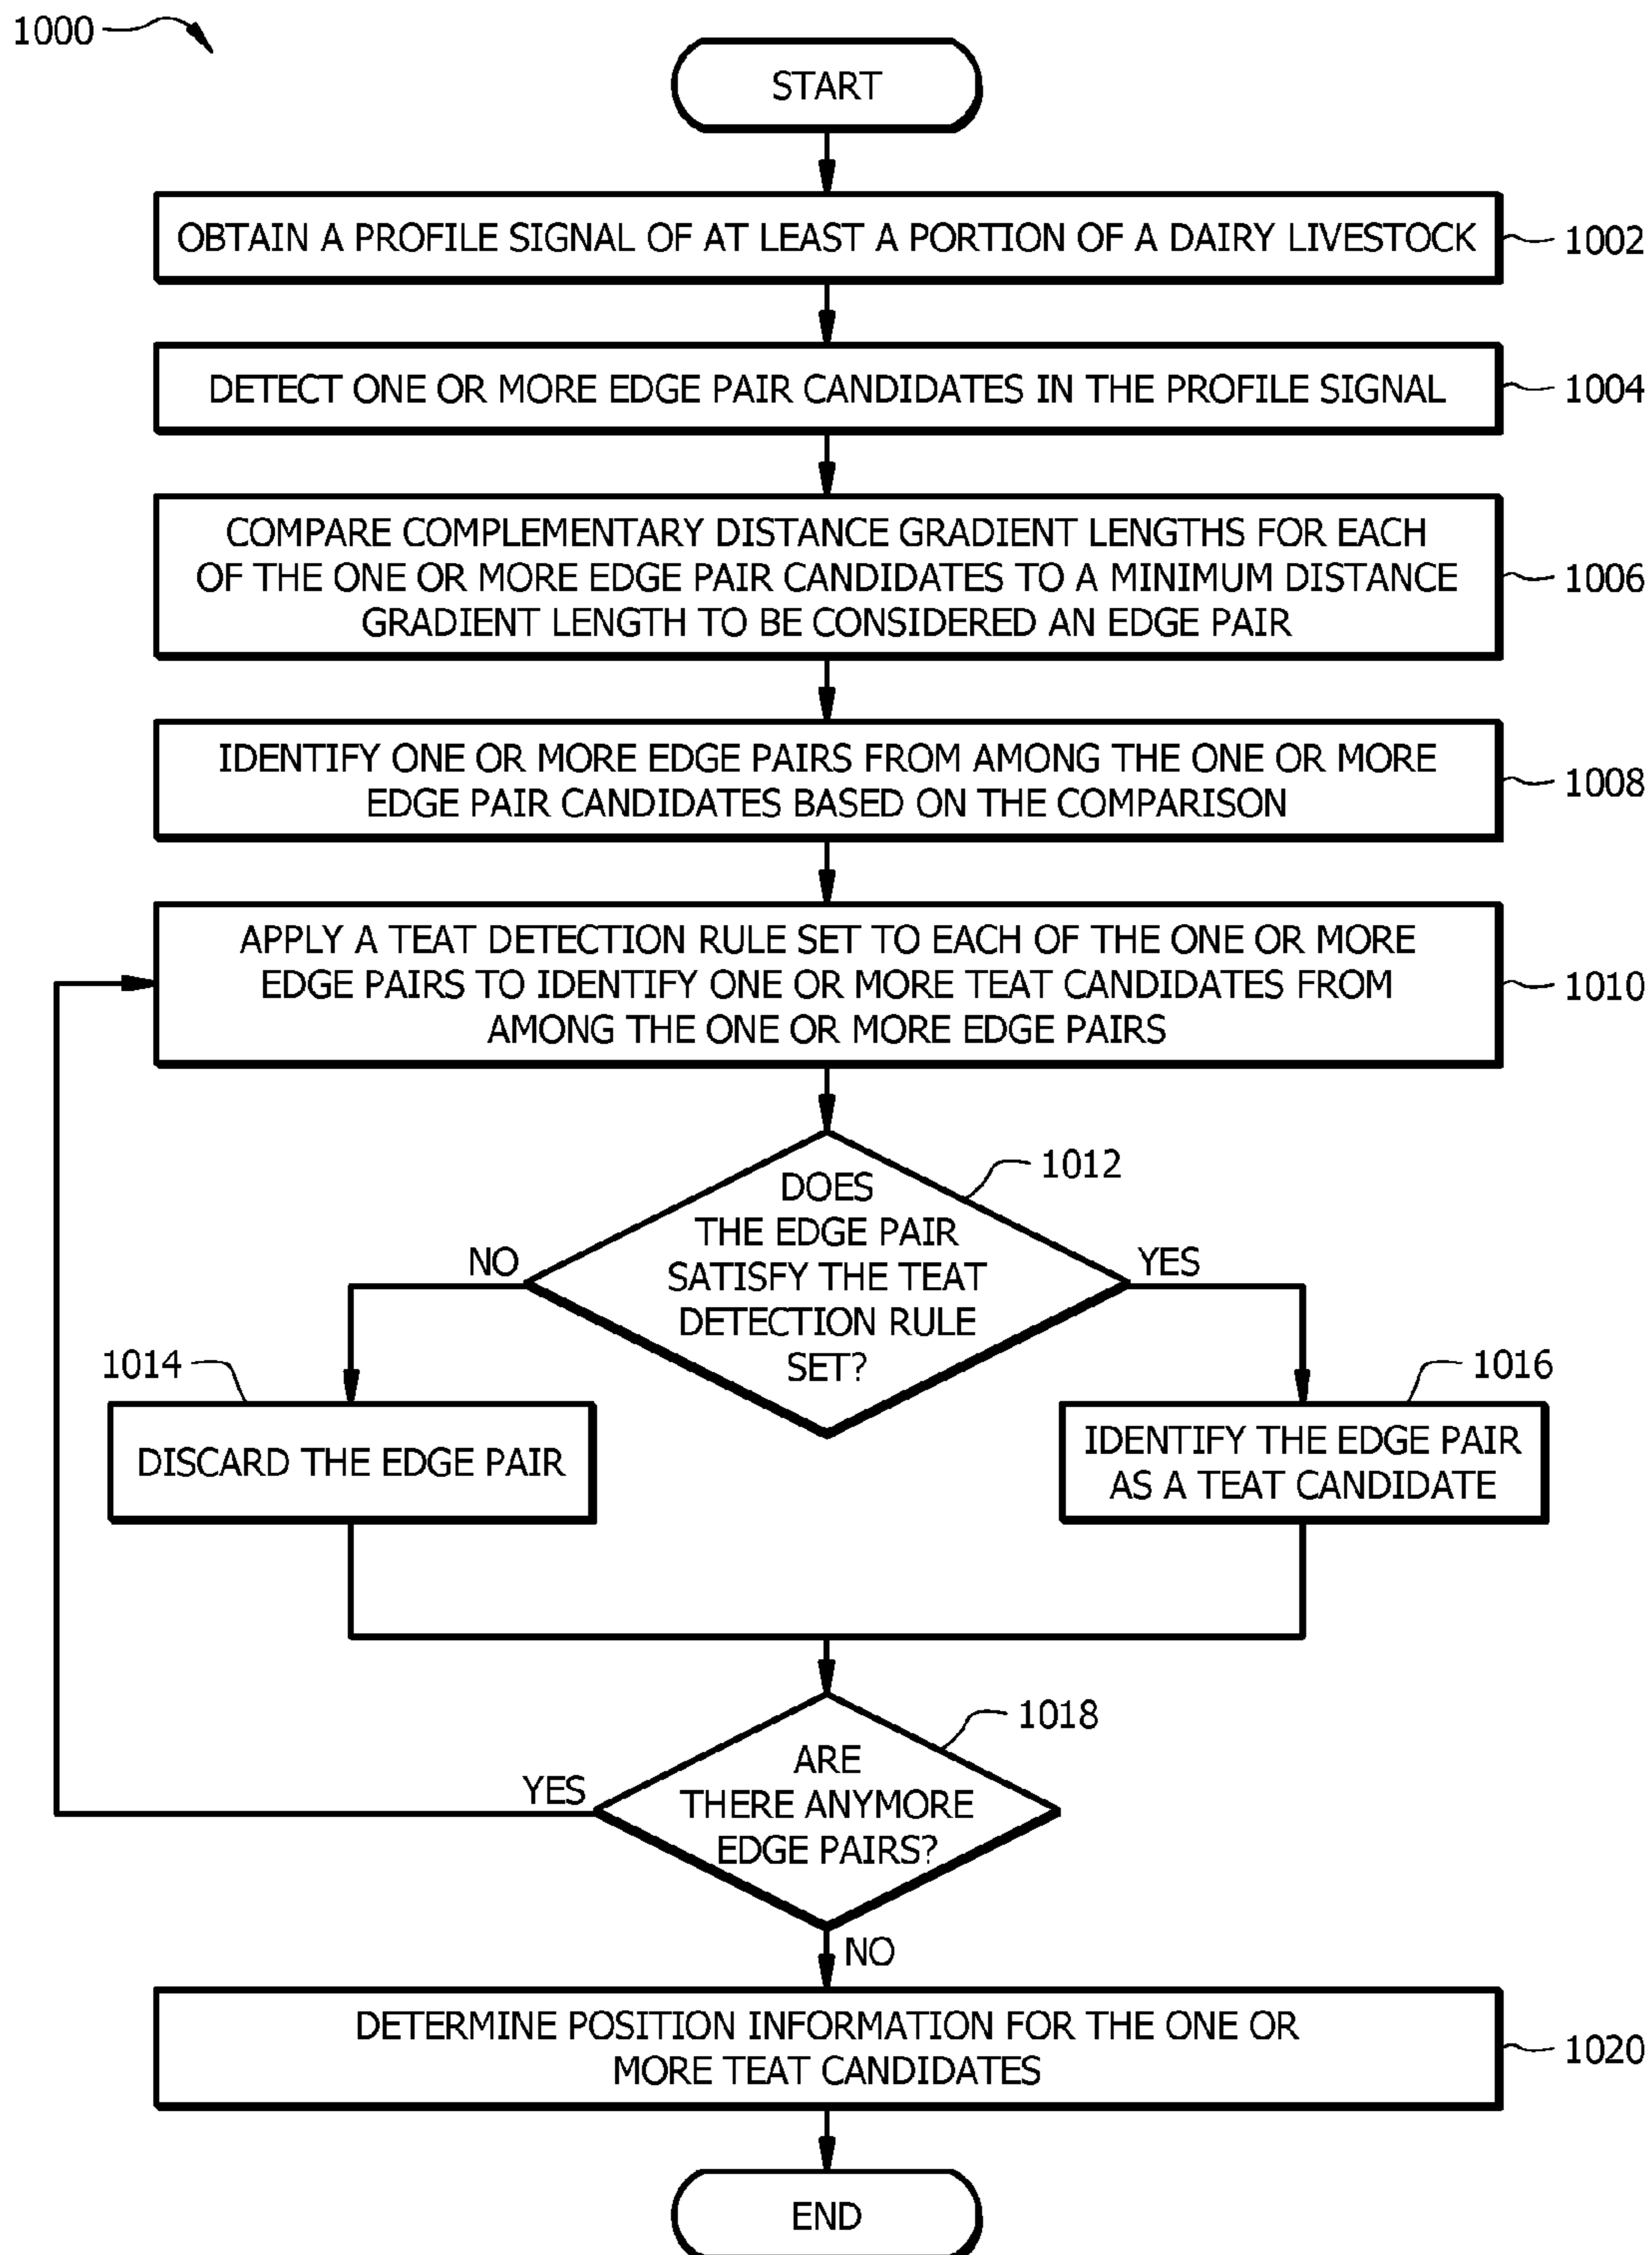 1000
START
OBTAIN A PROFILE SIGNAL OF AT LEAST A PORTION OF A DAIRY LIVESTOCK
1002
DETECT ONE OR MORE EDGE PAIR CANDIDATES IN THE PROFILE SIGNAL
1004
COMPARE COMPLEMENTARY DISTANCE GRADIENT LENGTHS FOR EACH
OF THE ONE OR MORE EDGE PAIR CANDIDATES TO A MINIMUM DISTANCE
GRADIENT LENGTH TO BE CONSIDERED AN EDGE PAIR
1006
IDENTIFY ONE OR MORE EDGE PAIRS FROM AMONG THE ONE OR MORE
EDGE PAIR CANDIDATES BASED ON THE COMPARISON
1008
APPLY A TEAT DETECTION RULE SET TO EACH OF THE ONE OR MORE
EDGE PAIRS TO IDENTIFY ONE OR MORE TEAT CANDIDATES FROM
AMONG THE ONE OR MORE EDGE PAIRS
1010
1012
DOES
THE EDGE PAIR
SATISFY THE TEAT
DETECTION RULE
SET?
NO
YES
1014
DISCARD THE EDGE PAIR
1016
IDENTIFY THE EDGE PAIR
AS A TEAT CANDIDATE
1018
ARE
THERE ANYMORE
EDGE PAIRS?
YES
NO
DETERMINE POSITION INFORMATION FOR THE ONE OR
MORE TEAT CANDIDATES
1020
END